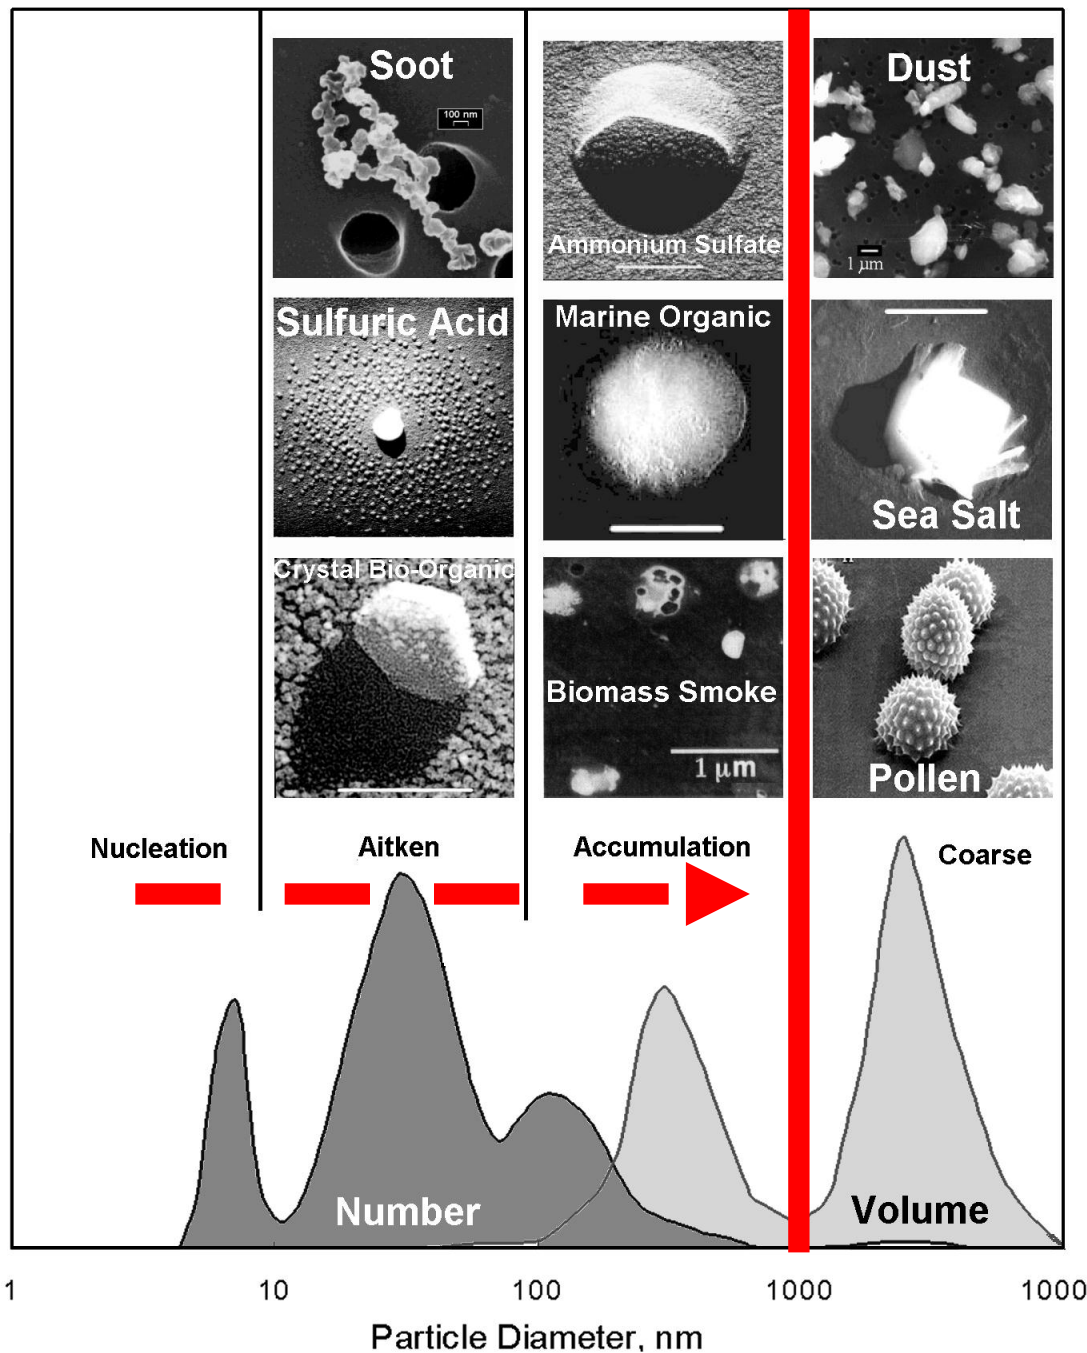 Soot
100 nm
Ammonium Sulfate
Dust
1 μm
Sulfuric Acid
Marine Organic
Sea Salt
Crystal Bio-Organic
Biomass Smoke
1 μm
Pollen
Nucleation
Aitken
Accumulation
Coarse
Number
Volume
1 10 100 1000 1000
Particle Diameter, nm